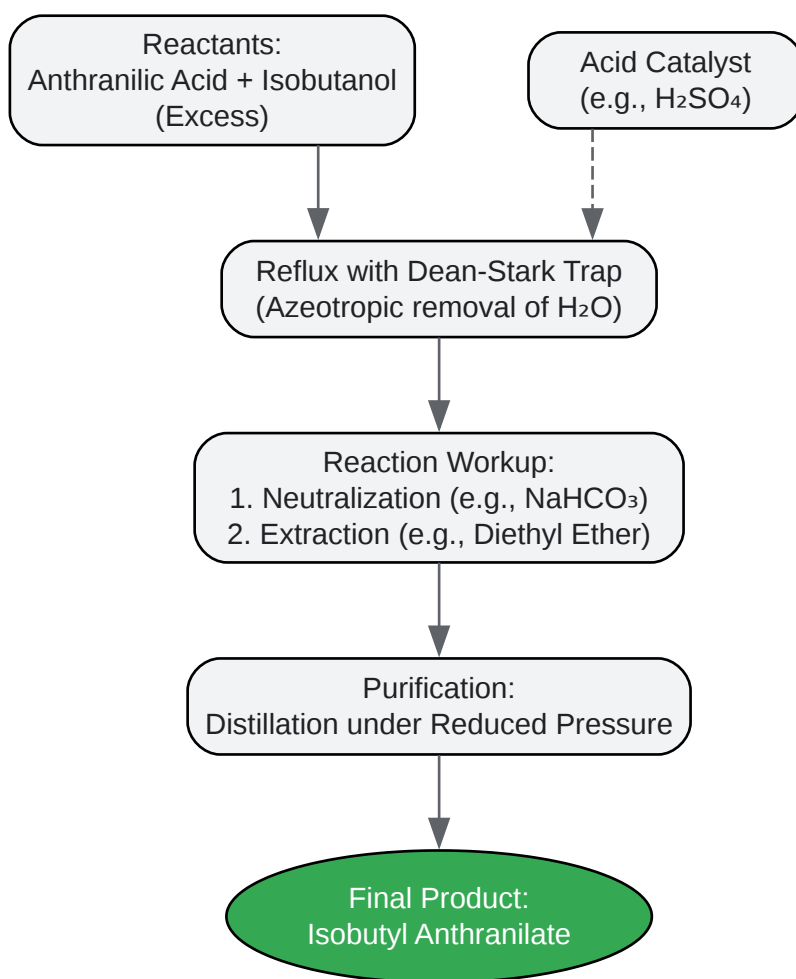 Reactants:
Anthranilic Acid + Isobutanol
(Excess)
Acid Catalyst
(e.g., H₂SO₄)
Reflux with Dean-Stark Trap
(Azeotropic removal of H₂O)
Reaction Workup:
1. Neutralization (e.g., NaHCO₃)
2. Extraction (e.g., Diethyl Ether)
Purification:
Distillation under Reduced Pressure
Final Product:
Isobutyl Anthranilate